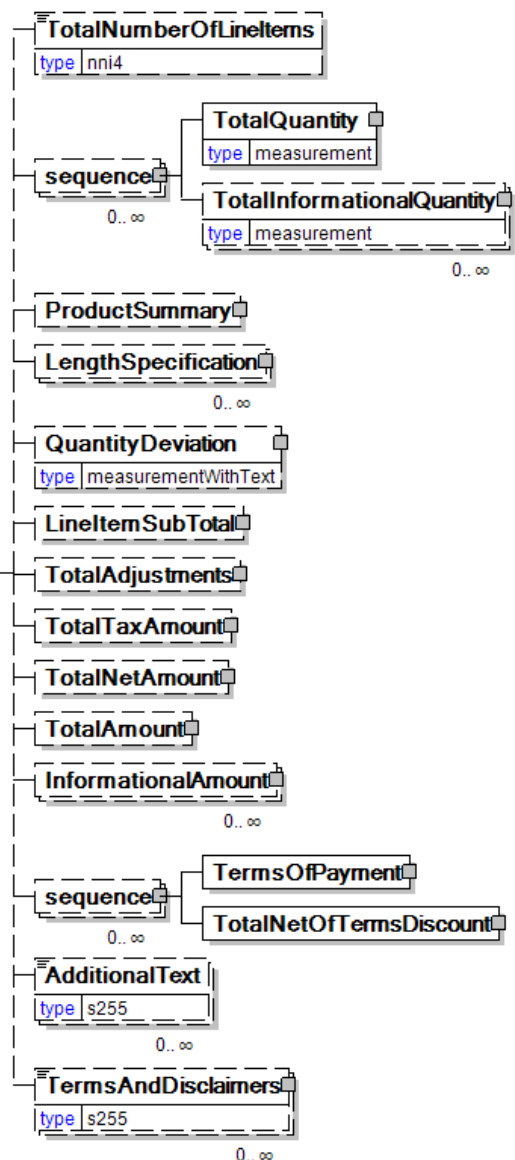 TotalNumberOfLineItems
type nni4
TotalQuantity
type measurement
sequence
0.. ∞
TotalInformationalQuantity
type measurement
0.. ∞
ProductSummary
LengthSpecification
0.. ∞
QuantityDeviation
type measurementWithText
LineItemSubTotal
TotalAdjustments
TotalTaxAmount
TotalNetAmount
TotalAmount
InformationalAmount
0.. ∞
TermsOfPayment
sequence
0.. ∞
TotalNetOfTermsDiscount
AdditionalText
type s255
0.. ∞
TermsAndDisclaimers
type s255
0.. ∞